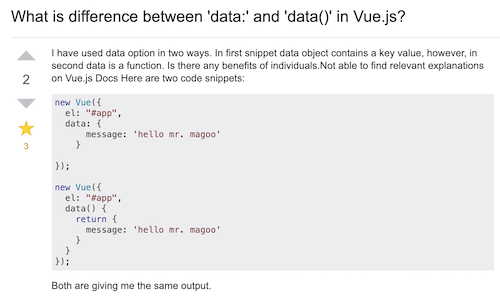 What is difference between 'data:' and 'data()' in Vue.js?
I have used data option in two ways. In first snippet data object contains a key value, however, in
second data is a function. Is there any benefits of individuals.Not able to find relevant explanations
on Vue.js Docs Here are two code snippets:
2
3
new Vue({
  el: "#app",
  data: {
      message: 'hello mr. magoo'
    }

});

new Vue({
  el: "#app",
  data() {
    return {
      message: 'hello mr. magoo'
    }
  }
});
Both are giving me the same output.